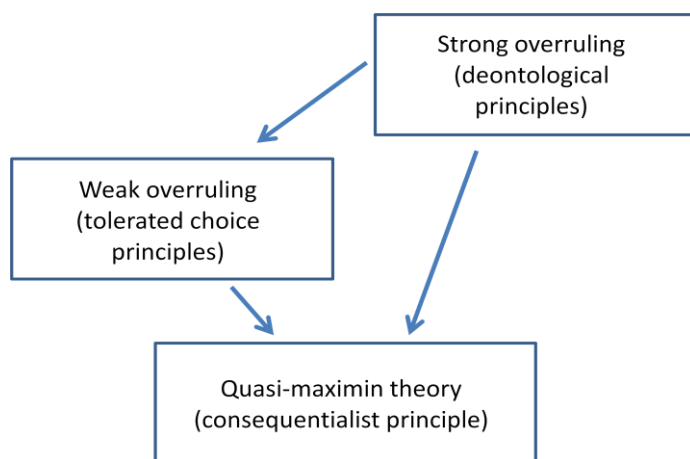 Strong overruling
(deontological
principles)
Weak overruling
(tolerated choice
principles)
Quasi-maximin theory
(consequentialist principle)